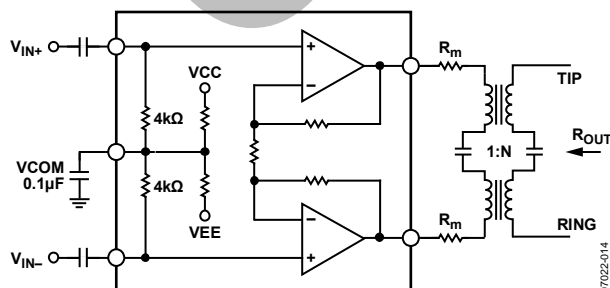 VIN+
VCC
4kΩ
VCOM
0.1µF
4kΩ
VEE
VIN–
+
–
–
+
Rm
Rm
1:N
TIP
ROUT
RING
07022-014